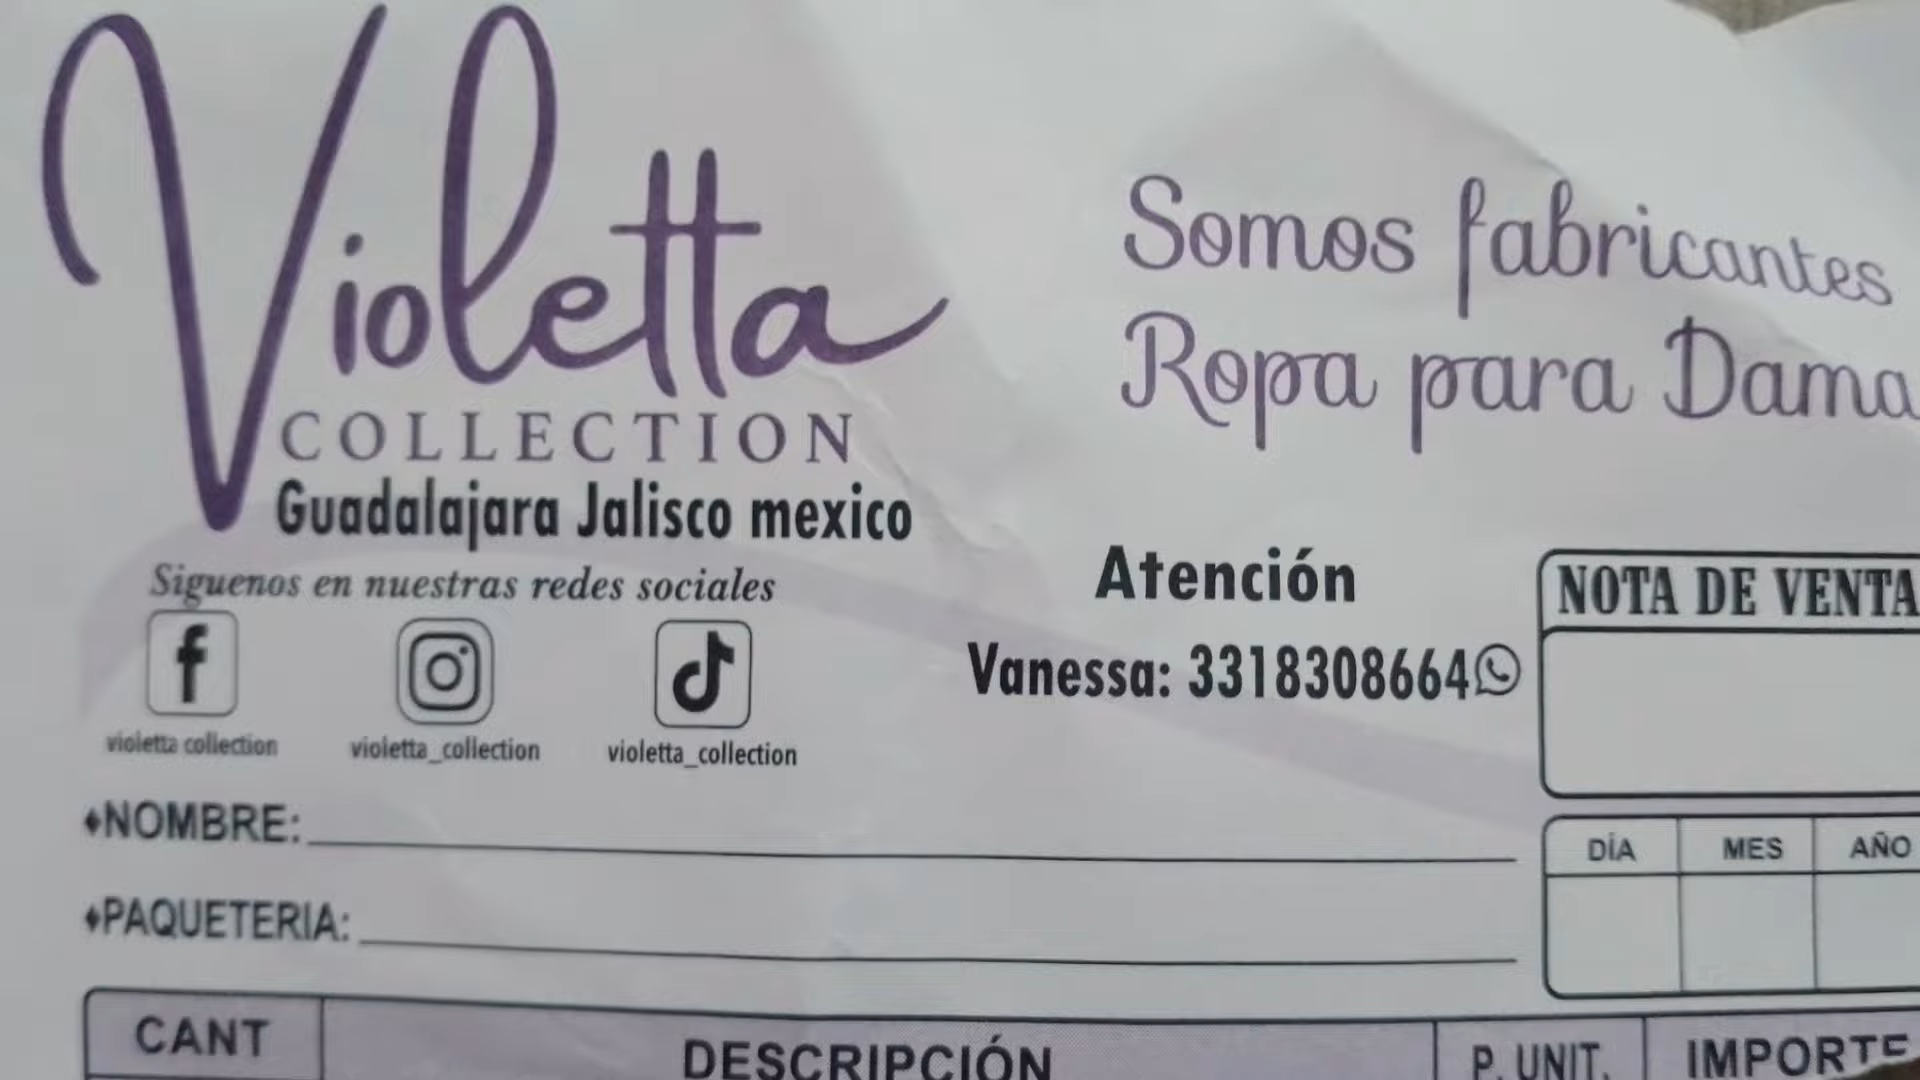 Violetta
COLLECTION
Guadalajara Jalisco mexico
Siguenos en nuestras redes sociales
violetta collection
violetta_collection
violetta_collection
Somos fabricantes
Ropa para Dama
Atención
Vanessa: 3318308664
NOTA DE VENTA
DÍA MES AÑO
♦NOMBRE:
♦PAQUETERIA:
CANT DESCRIPCIÓN P. UNIT. IMPORTE